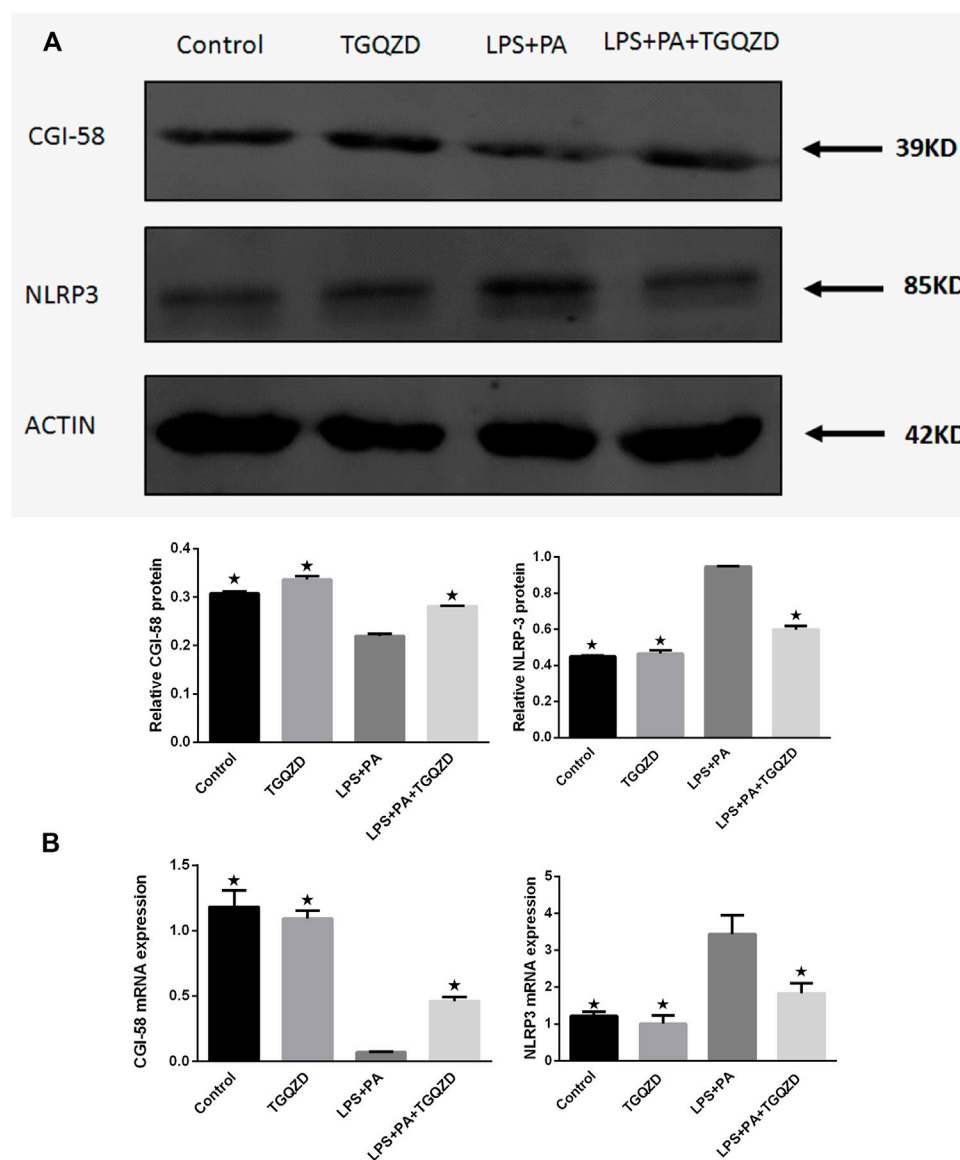 A
Control TGQZD LPS+PA LPS+PA+TGQZD
CGI-58
39KD
NLRP3
85KD
ACTIN
42KD
Relative CGI-58 protein
0.4
0.3
0.2
0.1
0.0
Control
TGQZD
LPS+PA
LPS+PA+TGQZD
Relative NLRP-3 protein
1.0
0.8
0.6
0.4
0.2
0.0
Control
TGQZD
LPS+PA
LPS+PA+TGQZD
B
CGI-58 mRNA expression
1.5
1.0
0.5
0.0
Control
TGQZD
LPS+PA
LPS+PA+TGQZD
NLRP3 mRNA expression
5
4
3
2
1
0
Control
TGQZD
LPS+PA
LPS+PA+TGQZD